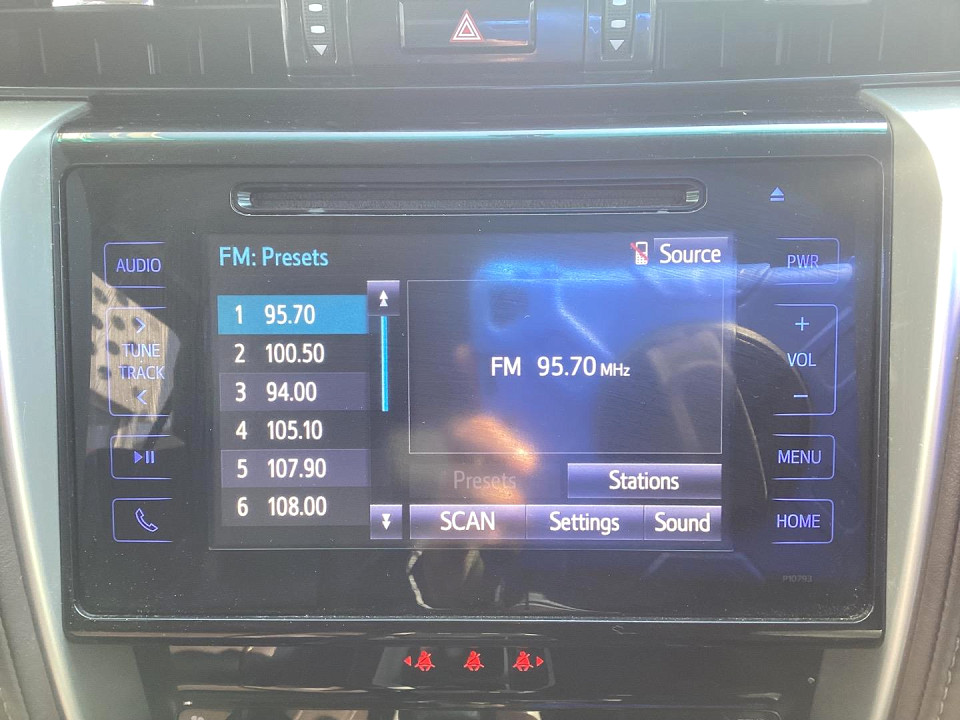 FM: Presets
Source
AUDIO
PWR
1 95.70
2 100.50
3 94.00
4 105.10
5 107.90
6 108.00
FM 95.70 MHz
TUNE
TRACK
+
VOL
−
Presets
Stations
MENU
SCAN
Settings
Sound
HOME
P10793